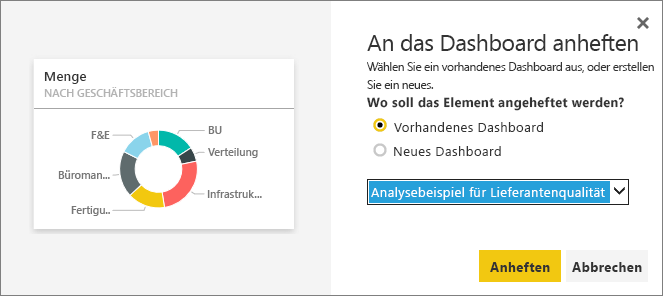 Menge
NACH GESCHÄFTSBEREICH
F&E
BU
Verteilung
Büroman...
Infrastruk...
Fertigu..
An das Dashboard anheften
Wählen Sie ein vorhandenes Dashboard aus, oder erstellen
Sie ein neues.
Wo soll das Element angeheftet werden?
Vorhandenes Dashboard
Neues Dashboard
Analysebeispiel für Lieferantenqualität
Anheften
Abbrechen